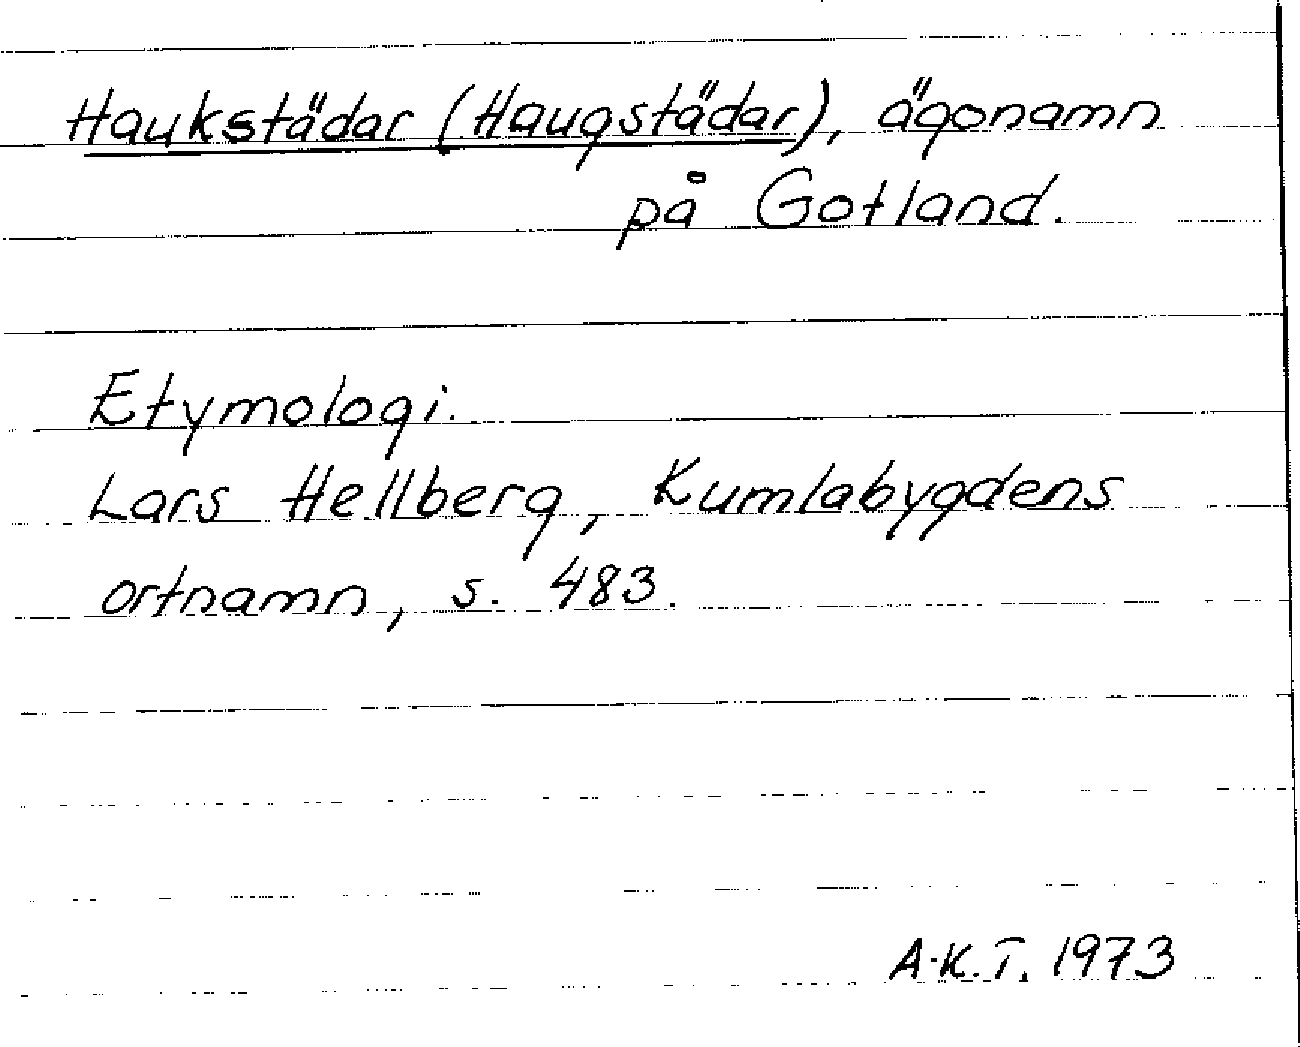 Haukstädar (Haugstädar), ägonamn
på Gotland.
Etymologi.
Lars Hellberg, Kumlabygdens
ortnamn, s. 483.
A.K.T. 1973